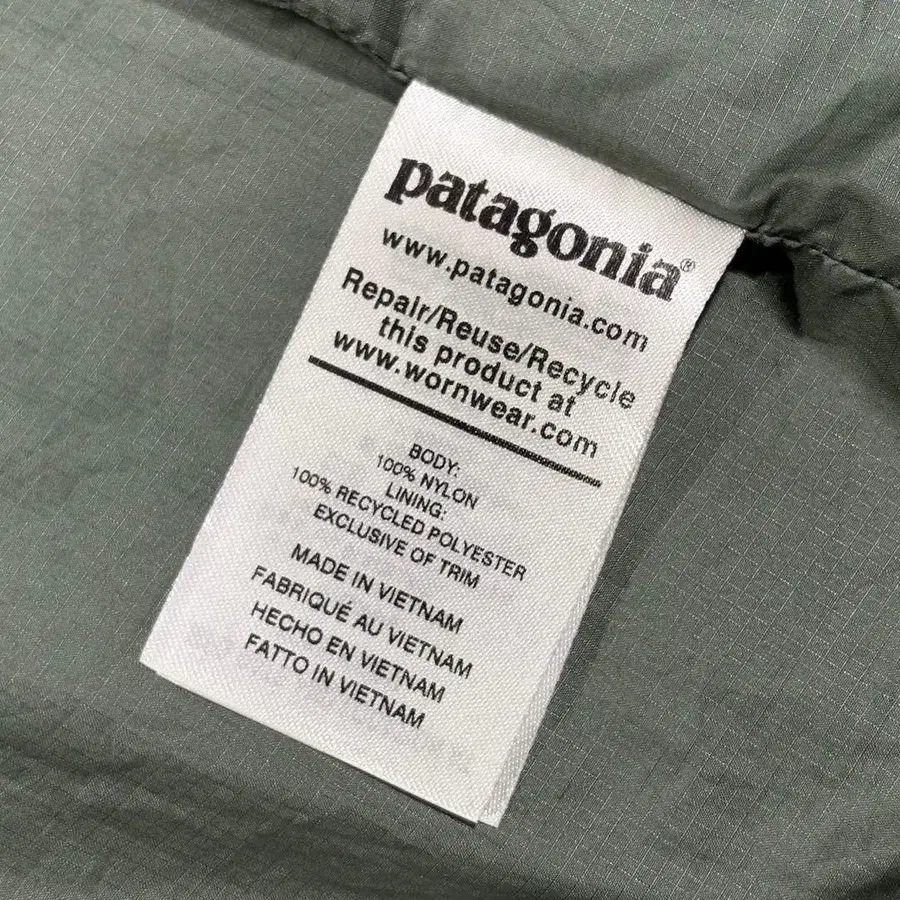 patagonia®
www.patagonia.com
Repair/Reuse/Recycle
this product at
www.wornwear.com
BODY:
100% NYLON
LINING:
100% RECYCLED POLYESTER
EXCLUSIVE OF TRIM
MADE IN VIETNAM
FABRIQUÉ AU VIETNAM
HECHO EN VIETNAM
FATTO IN VIETNAM